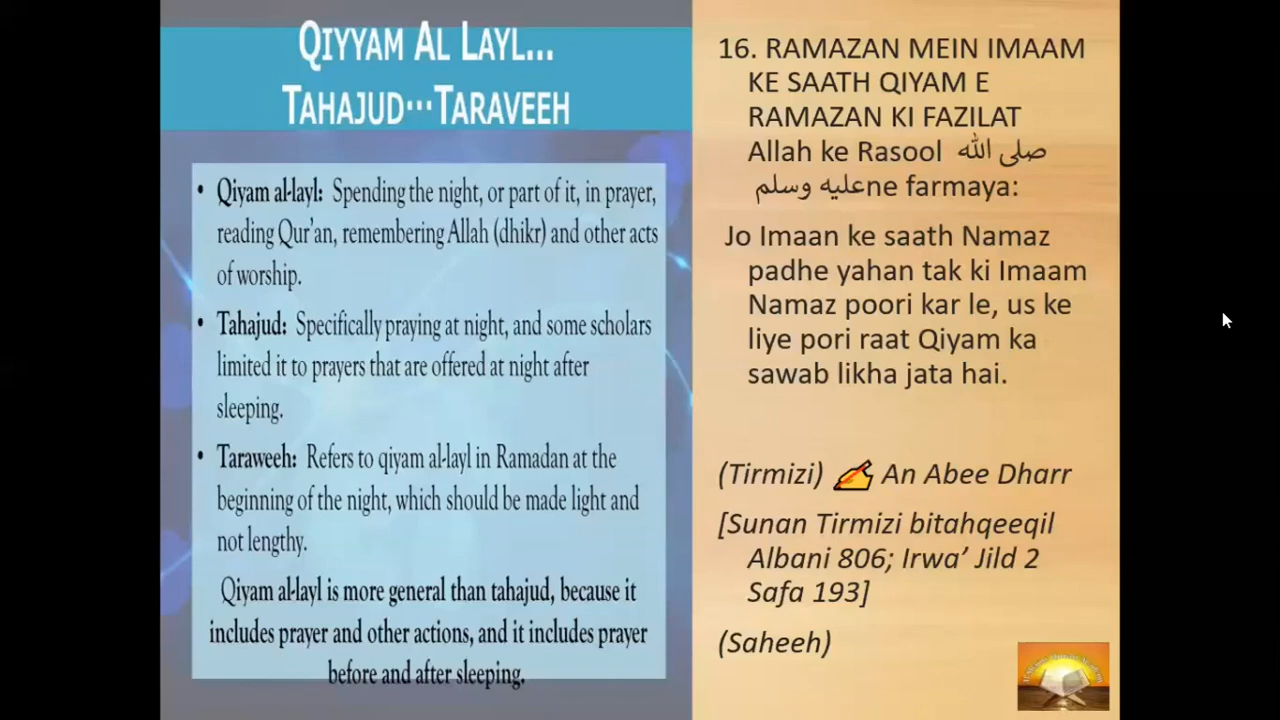 QIYYAM AL LAYL...
TAHAJUD···TARAVEEH
• Qiyam al-layl: Spending the night, or part of it, in prayer,
reading Qur'an, remembering Allah (dhikr) and other acts
of worship.
• Tahajud: Specifically praying at night, and some scholars
limited it to prayers that are offered at night after
sleeping.
• Taraweeh: Refers to qiyam al-layl in Ramadan at the
beginning of the night, which should be made light and
not lengthy.
Qiyam al-layl is more general than tahajud, because it
includes prayer and other actions, and it includes prayer
before and after sleeping.
16. RAMAZAN MEIN IMAAM
KE SAATH QIYAM E
RAMAZAN KI FAZILAT
Allah ke Rasool صلى الله
عليه وسلم ne farmaya:
Jo Imaan ke saath Namaz
padhe yahan tak ki Imaam
Namaz poori kar le, us ke
liye pori raat Qiyam ka
sawab likha jata hai.
(Tirmizi) ✍ An Abee Dharr
[Sunan Tirmizi bitahqeeqil
Albani 806; Irwa’ Jild 2
Safa 193]
(Saheeh)